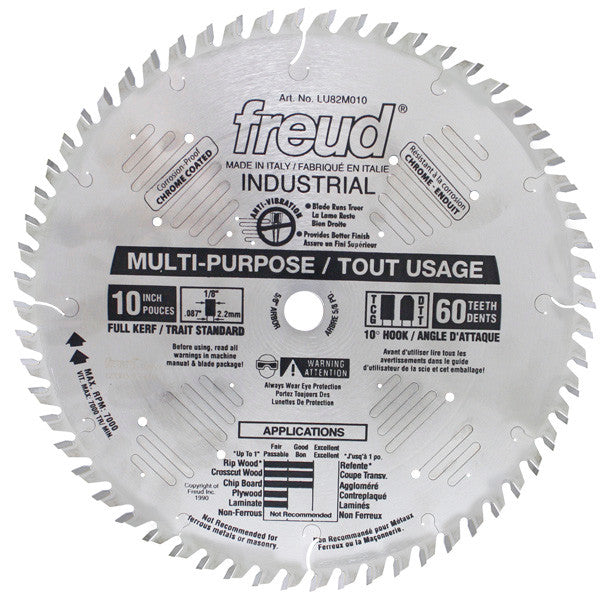 Art. No. LU82M010
freud®
MADE IN ITALY / FABRIQUÉ EN ITALIE
INDUSTRIAL
Corrosion-Proof
CHROME COATED
Résistant à la corrosion
CHROME - ENDUIT
ANTI-VIBRATION
• Blade Runs Truer
La Lame Reste
Bien Droite
• Provides Better Finish
Assure un Fini Supérieur
MULTI-PURPOSE / TOUT USAGE
10 INCH
POUCES
1/8"
.087" 2.2mm
FULL KERF / TRAIT STANDARD
5/8" ARBOR
ARBRE 5/8 PO
TCG
DTT
60 TEETH
DENTS
10° HOOK / ANGLE D'ATTAQUE
Before using, read all
warnings in machine
manual & blade package!
Avant d'utiliser lire tous les
avertissements dans le guide
d'utilisateur de la scie et cet emballage!
MAX. RPM. 7000
VIT. MAX. 7000 TR/ MIN.
WARNING
ATTENTION
Always Wear Eye Protection
Portez Toujours Des
Lunettes De Protection
APPLICATIONS
Fair Good Excellent
Passable Bon Excellent
*Up To 1" *Jusq'à 1 po.
Rip Wood* Refente*
Crosscut Wood Coupe Transv.
Chip Board Aggloméré
Plywood Contreplaqué
Laminate Laminés
Non-Ferrous Not Recommended Non Ferreux
Copyright of
Freud Inc.
1990
Not Recommended for
ferrous metals or masonry.
Non Recommandé pour Métaux
Ferreux ou la Maçonnerie.